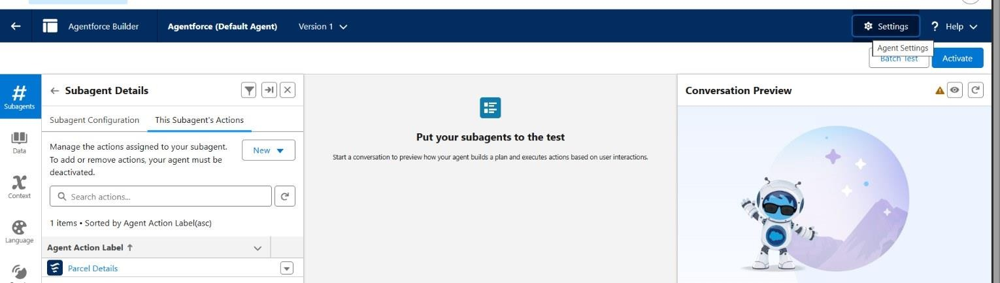 Agentforce Builder
Agentforce (Default Agent)
Version 1
Settings
? Help
Agent Settings
Batch Test
Activate
# Subagents
Data
Context
Language
Subagent Details
Subagent Configuration
This Subagent's Actions
Manage the actions assigned to your subagent.
To add or remove actions, your agent must be
deactivated.
New
Search actions...
1 items • Sorted by Agent Action Label(asc)
Agent Action Label ↑
Parcel Details
Put your subagents to the test
Start a conversation to preview how your agent builds a plan and executes actions based on user interactions.
Conversation Preview